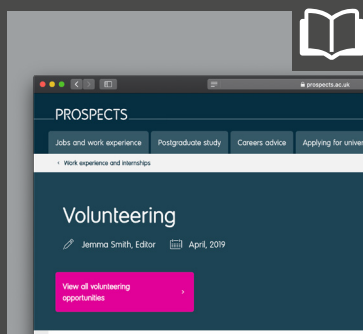 prospects.ac.uk
PROSPECTS
Jobs and work experience Postgraduate study Careers advice Applying for univer
Work experience and internships
Volunteering
Jemma Smith, Editor April, 2019
View all volunteering
opportunities